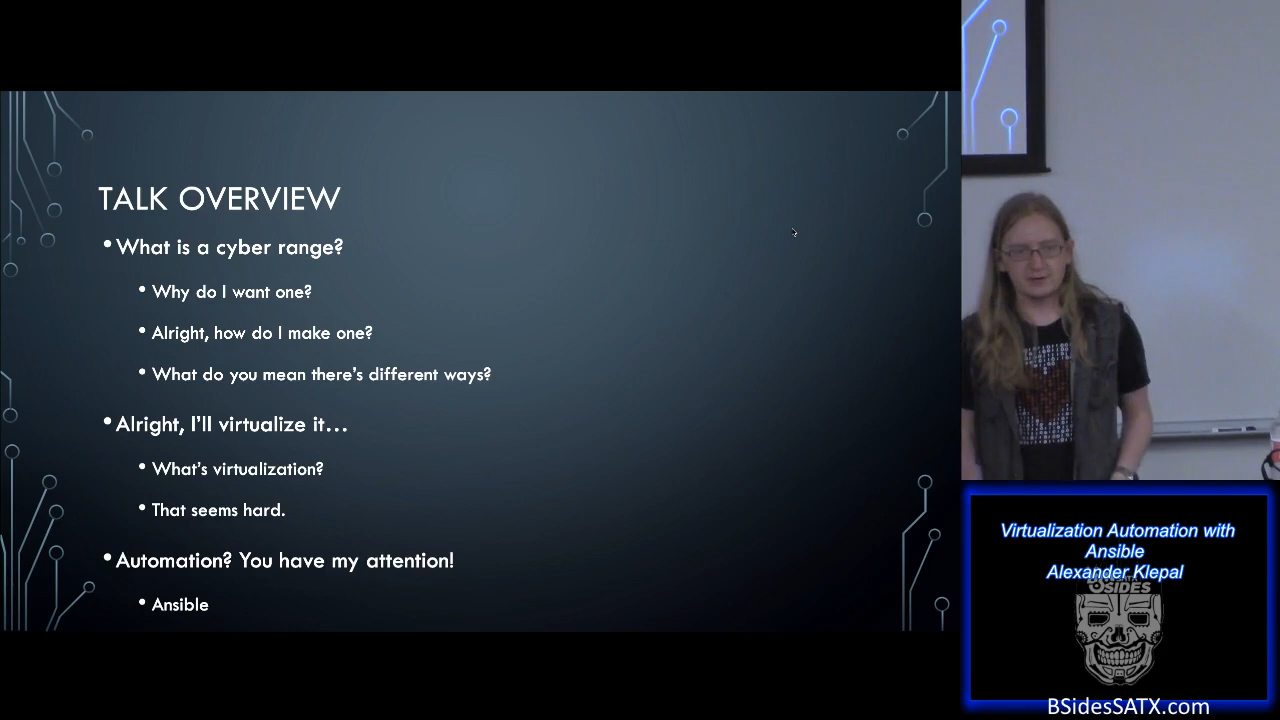 TALK OVERVIEW
•What is a cyber range?
• Why do I want one?
• Alright, how do I make one?
• What do you mean there's different ways?
•Alright, I'll virtualize it...
• What's virtualization?
• That seems hard.
•Automation? You have my attention!
• Ansible
Virtualization Automation with
Ansible
Alexander Klepal
BSIDES
BSidesSATX.com